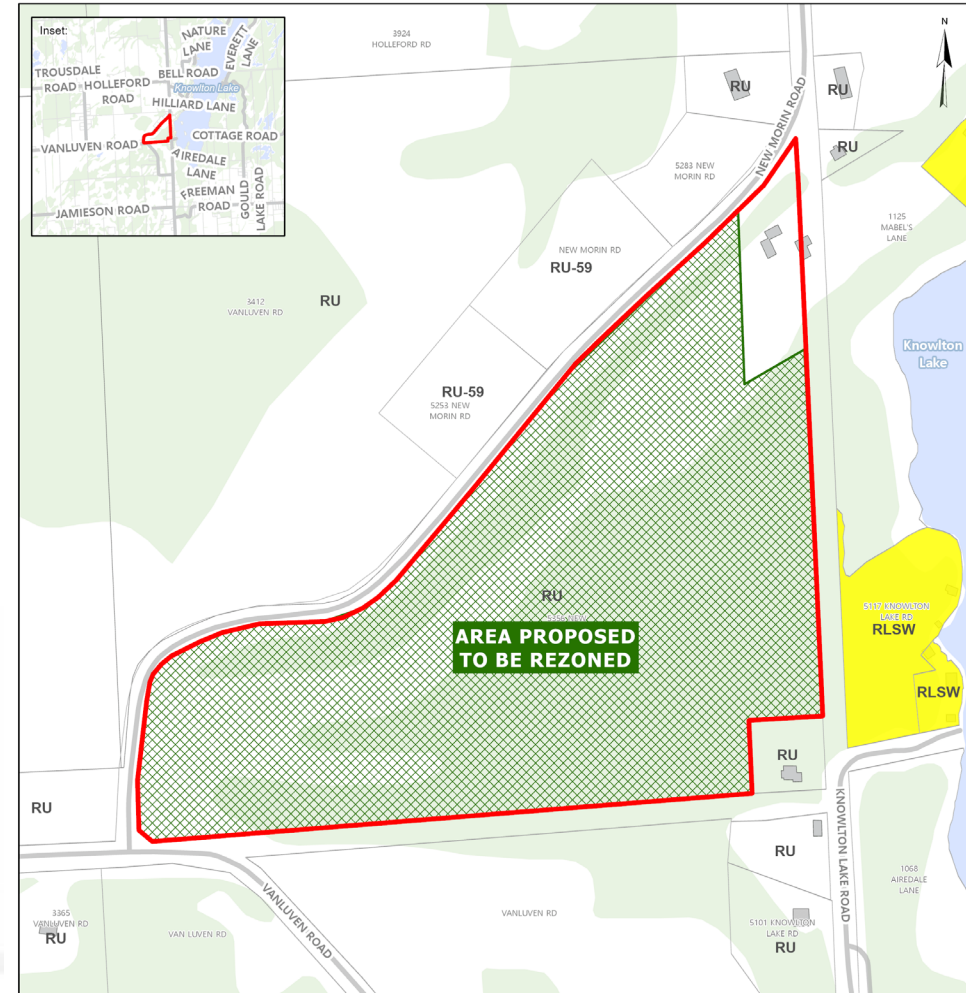 Inset:
NATURE
LANE
EVERETT
LANE
TROUSDALE
ROAD
HOLLEFORD
ROAD
BELL ROAD
Knowlton Lake
HILLIARD LANE
VANLUVEN ROAD
COTTAGE ROAD
AIREDALE
LANE
FREEMAN
ROAD
GOULD
LAKE ROAD
JAMIESON ROAD
3924
HOLLEFORD RD
N
NEW MORIN ROAD
RU
RU
RU
5283 NEW
MORIN RD
1125
MABEL'S
LANE
NEW MORIN RD
RU-59
3412
VANLUVEN RD
RU
Knowlton
Lake
RU-59
5253 NEW
MORIN RD
RU
5356 NEW
AREA PROPOSED
TO BE REZONED
5117 KNOWLTON
LAKE RD
RLSW
RLSW
RU
RU
KNOWLTON LAKE ROAD
RU
1068
AIREDALE
LANE
VANLUVEN ROAD
3365
VANLUVEN RD
RU
VAN LUVEN RD
VANLUVEN RD
5101 KNOWLTON
LAKE RD
RU